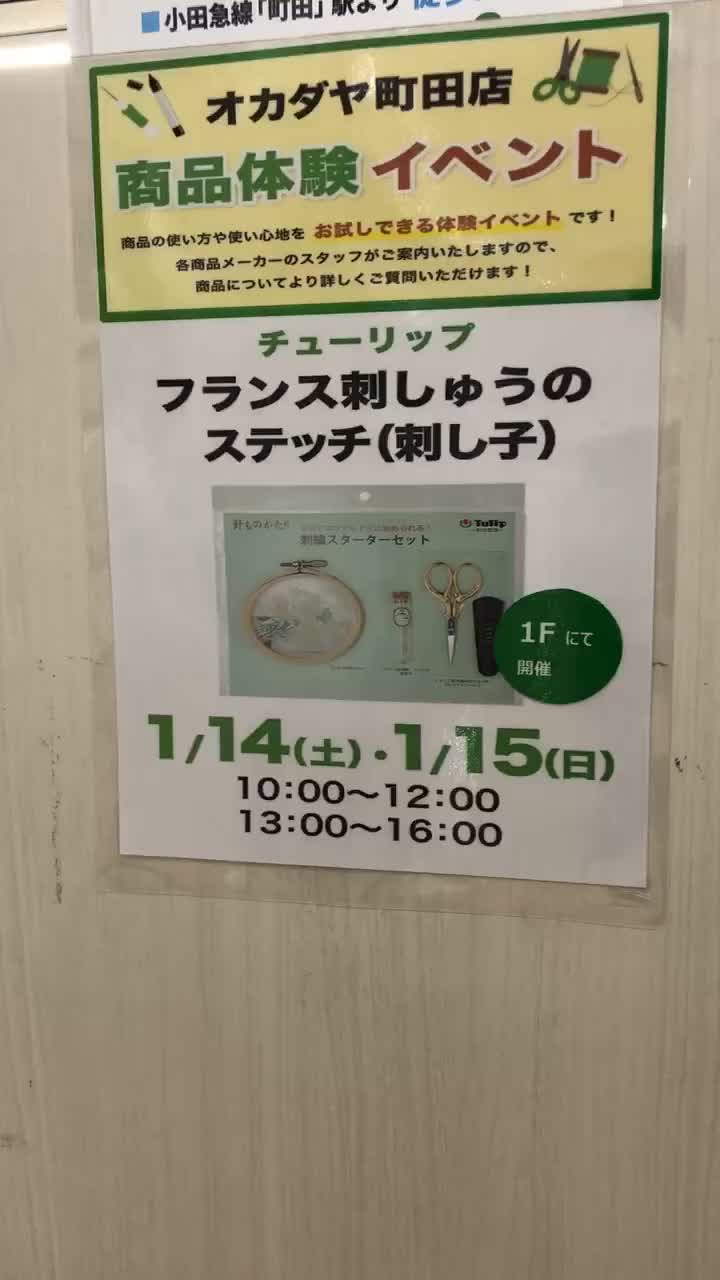 ■小田急線「町田」駅より
オカダヤ町田店
商品体験イベント
商品の使い方や使い心地を お試しできる体験イベント です！
各商品メーカーのスタッフがご案内いたしますので、
商品についてより詳しくご質問いただけます！
チューリップ
フランス刺しゅうの
ステッチ(刺し子)
針ものがたり
Tulip
刺繍スターターセット
1F にて
開催
1/14(土)・1/15(日)
10:00〜12:00
13:00〜16:00